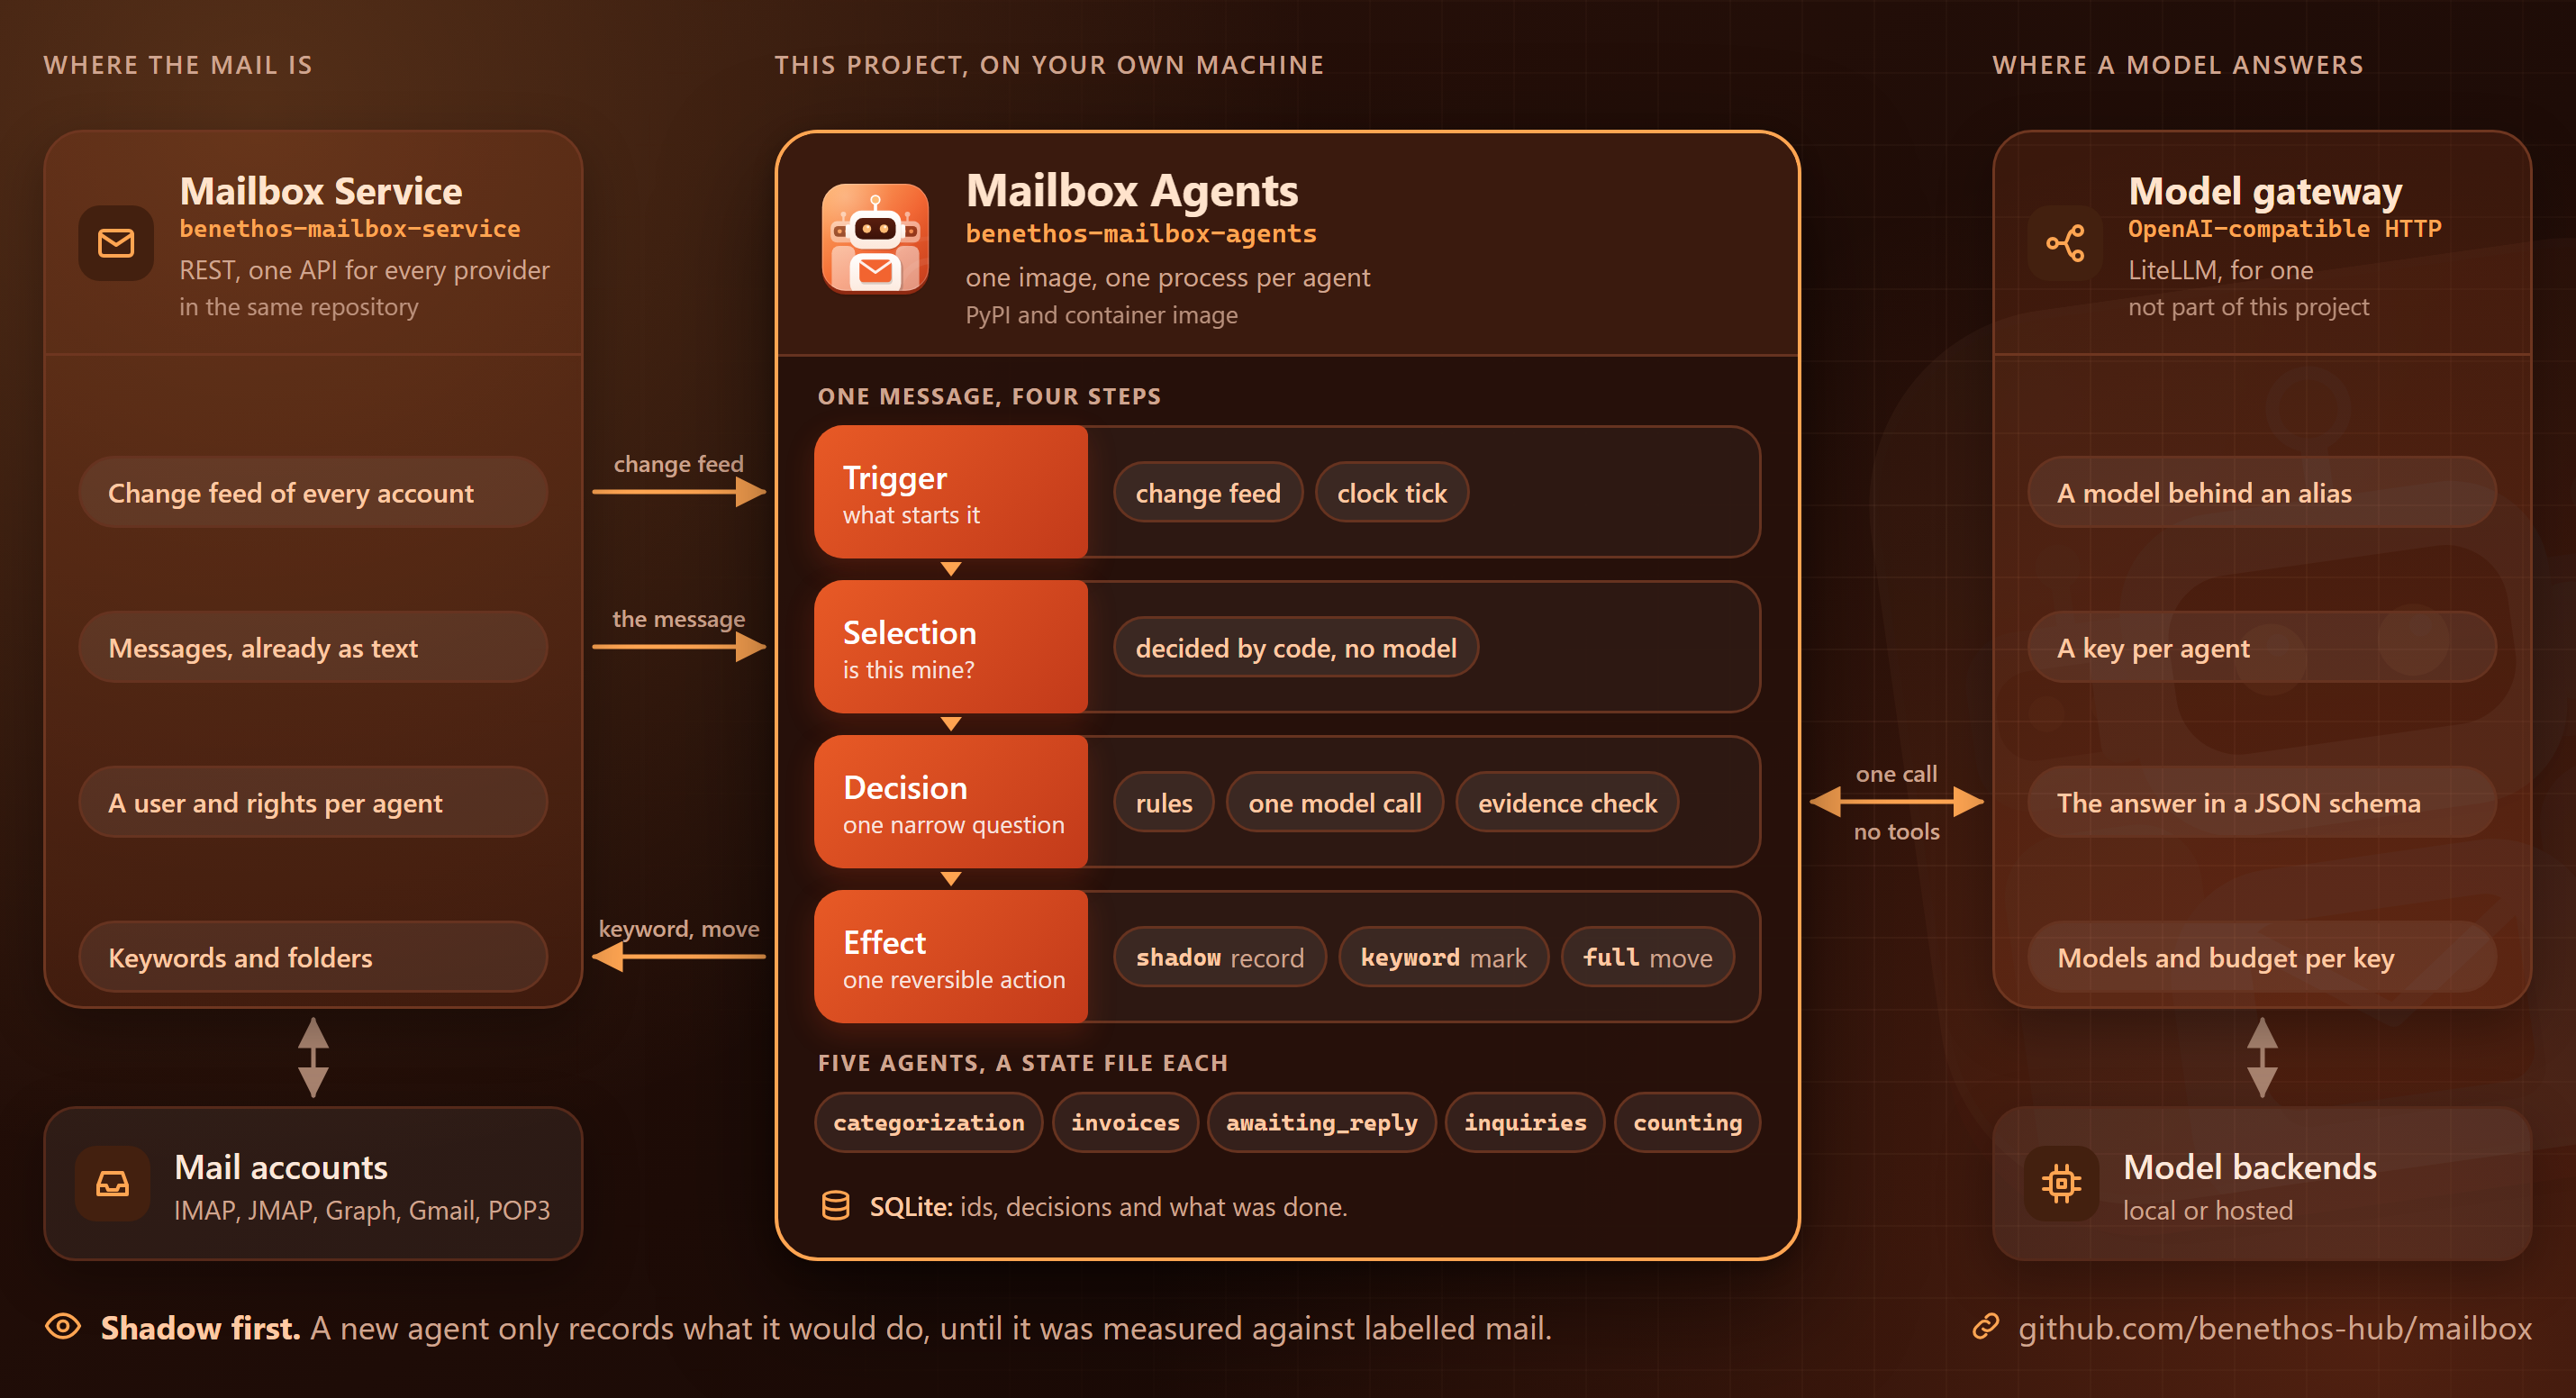 WHERE THE MAIL IS
Mailbox Service
benethos-mailbox-service
REST, one API for every provider
in the same repository
Change feed of every account
Messages, already as text
A user and rights per agent
Keywords and folders
Mail accounts
IMAP, JMAP, Graph, Gmail, POP3
change feed
the message
keyword, move
THIS PROJECT, ON YOUR OWN MACHINE
Mailbox Agents
benethos-mailbox-agents
one image, one process per agent
PyPI and container image
ONE MESSAGE, FOUR STEPS
Trigger
what starts it
change feed
clock tick
Selection
is this mine?
decided by code, no model
Decision
one narrow question
rules
one model call
evidence check
Effect
one reversible action
shadow record
keyword mark
full move
FIVE AGENTS, A STATE FILE EACH
categorization
invoices
awaiting_reply
inquiries
counting
SQLite: ids, decisions and what was done.
one call
no tools
WHERE A MODEL ANSWERS
Model gateway
OpenAI-compatible HTTP
LiteLLM, for one
not part of this project
A model behind an alias
A key per agent
The answer in a JSON schema
Models and budget per key
Model backends
local or hosted
Shadow first. A new agent only records what it would do, until it was measured against labelled mail.
github.com/benethos-hub/mailbox